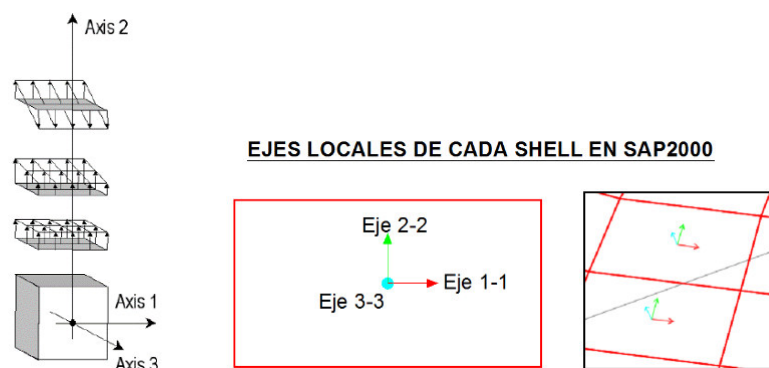 Axis 2
Axis 1
Axis 3
EJES LOCALES DE CADA SHELL EN SAP2000
Eje 2-2
Eje 1-1
Eje 3-3